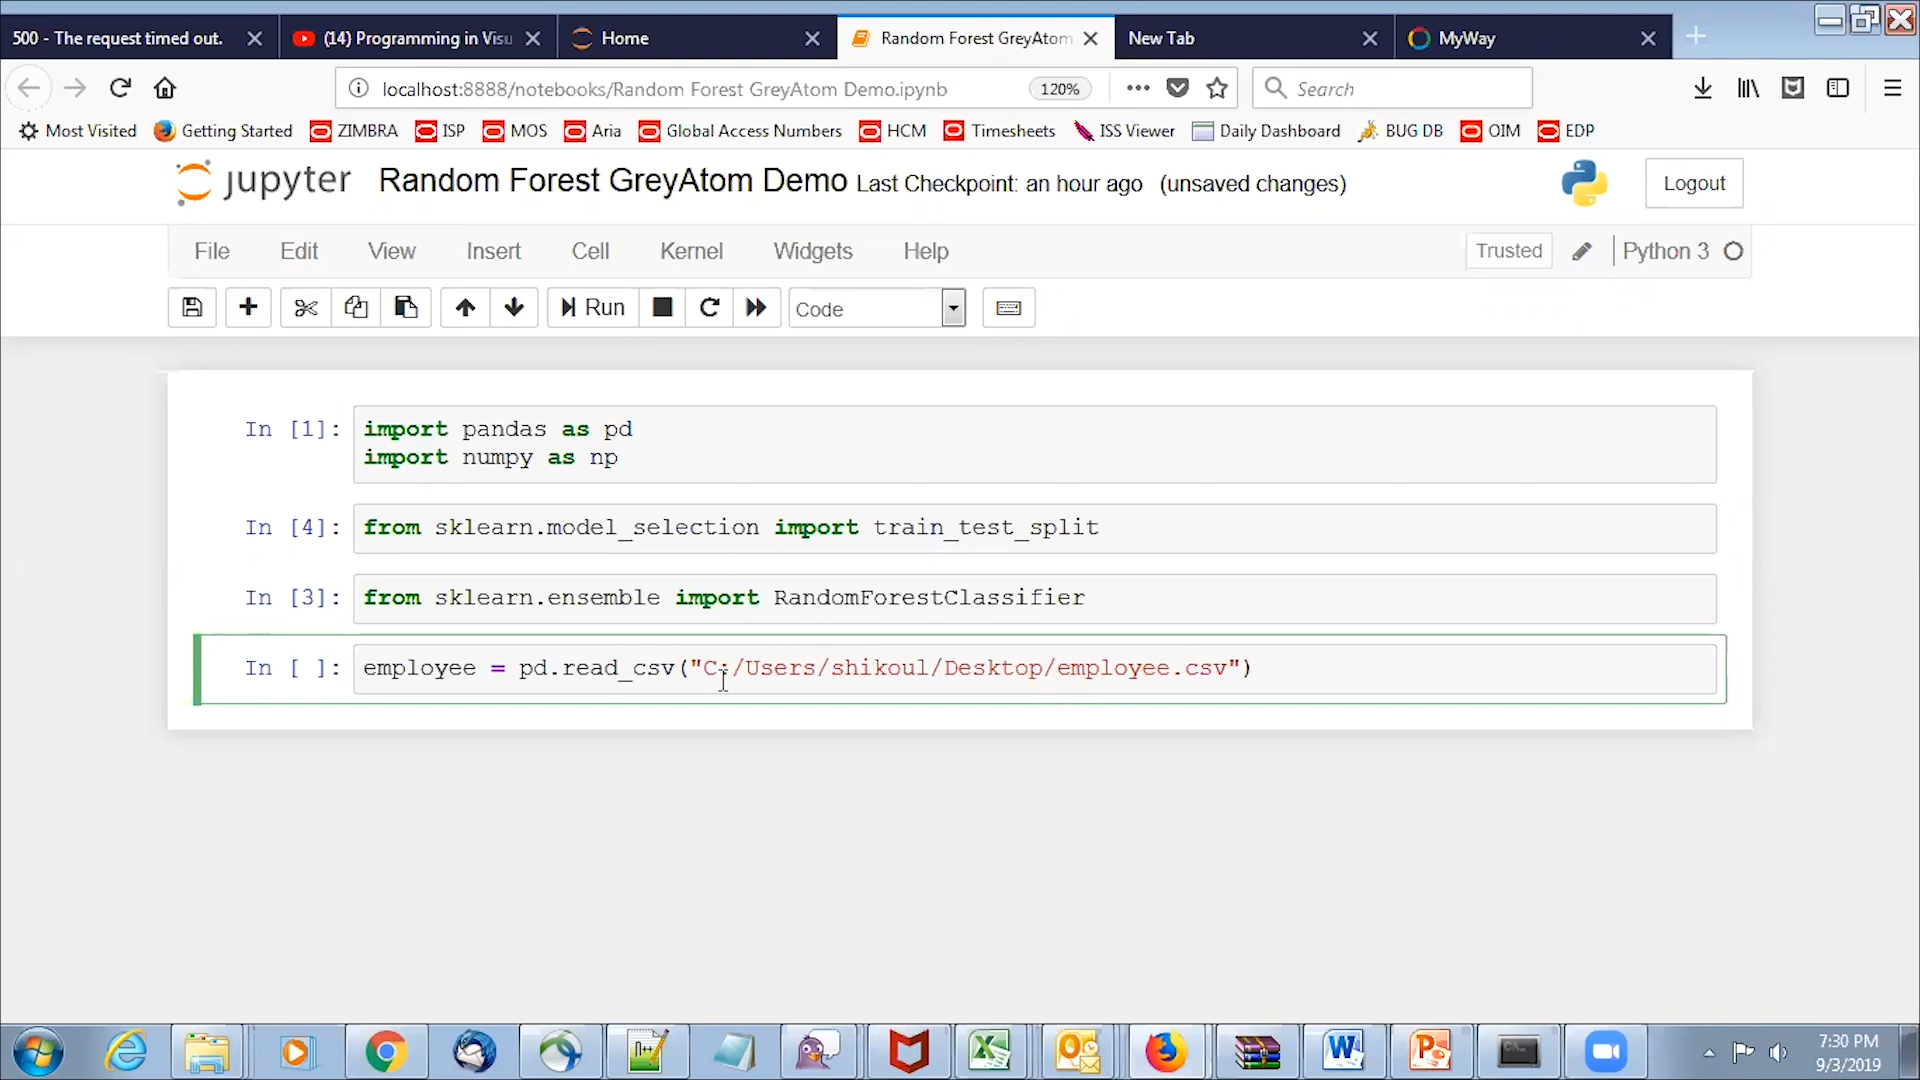 500 - The request timed out.
(14) Programming in Visu
Home
Random Forest GreyAtom
New Tab
MyWay
localhost:8888/notebooks/Random Forest GreyAtom Demo.ipynb
120%
Search
Most Visited
Getting Started
ZIMBRA
ISP
MOS
Aria
Global Access Numbers
HCM
Timesheets
ISS Viewer
Daily Dashboard
BUG DB
OIM
EDP
jupyter
Random Forest GreyAtom Demo
Last Checkpoint: an hour ago (unsaved changes)
Logout
File
Edit
View
Insert
Cell
Kernel
Widgets
Help
Trusted
Python 3
Run
Code
In [1]:
import pandas as pd
import numpy as np
In [4]:
from sklearn.model_selection import train_test_split
In [3]:
from sklearn.ensemble import RandomForestClassifier
In [ ]:
employee = pd.read_csv("C:/Users/shikoul/Desktop/employee.csv")
7:30 PM
9/3/2019